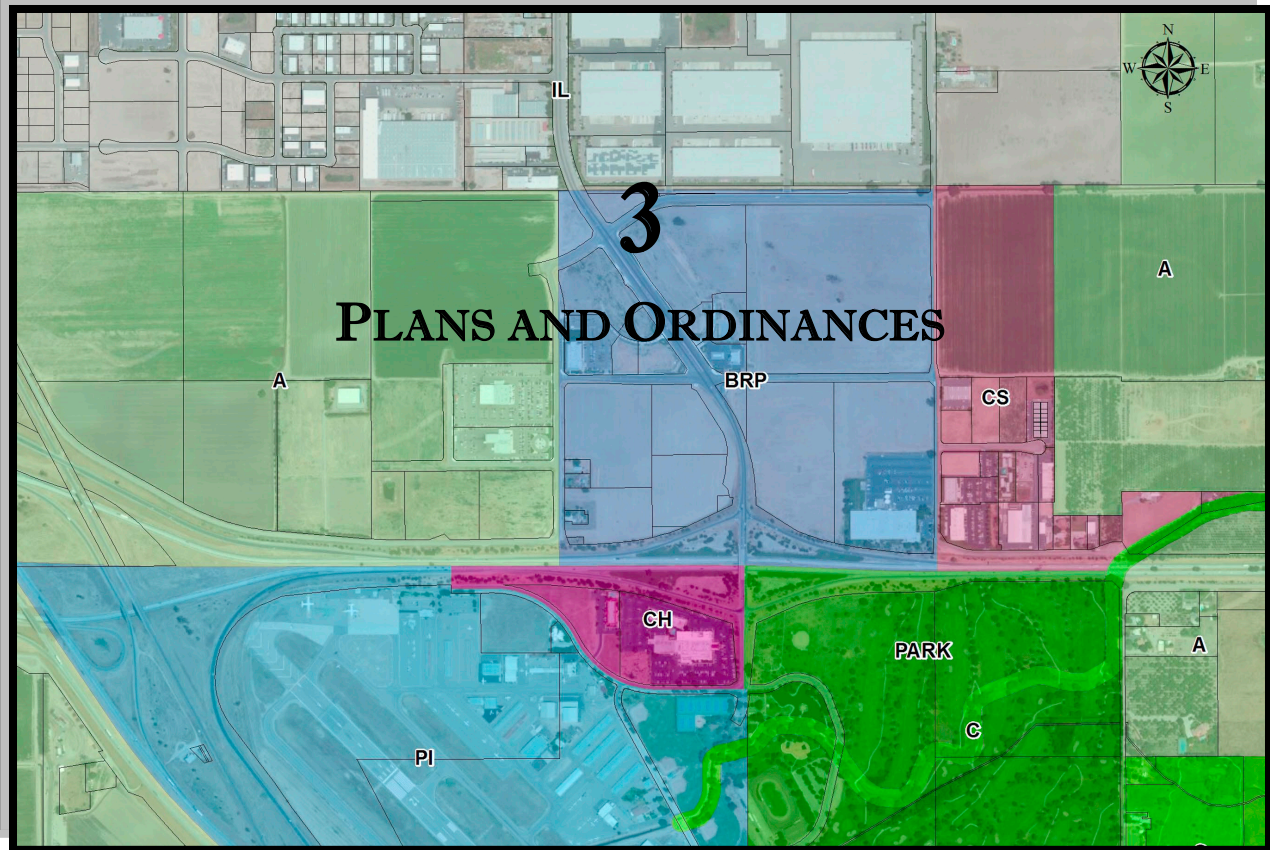 N
IL
W E
S
3
A
PLANS AND ORDINANCES
A
BRP
CS
CH
PARK
A
C
PI